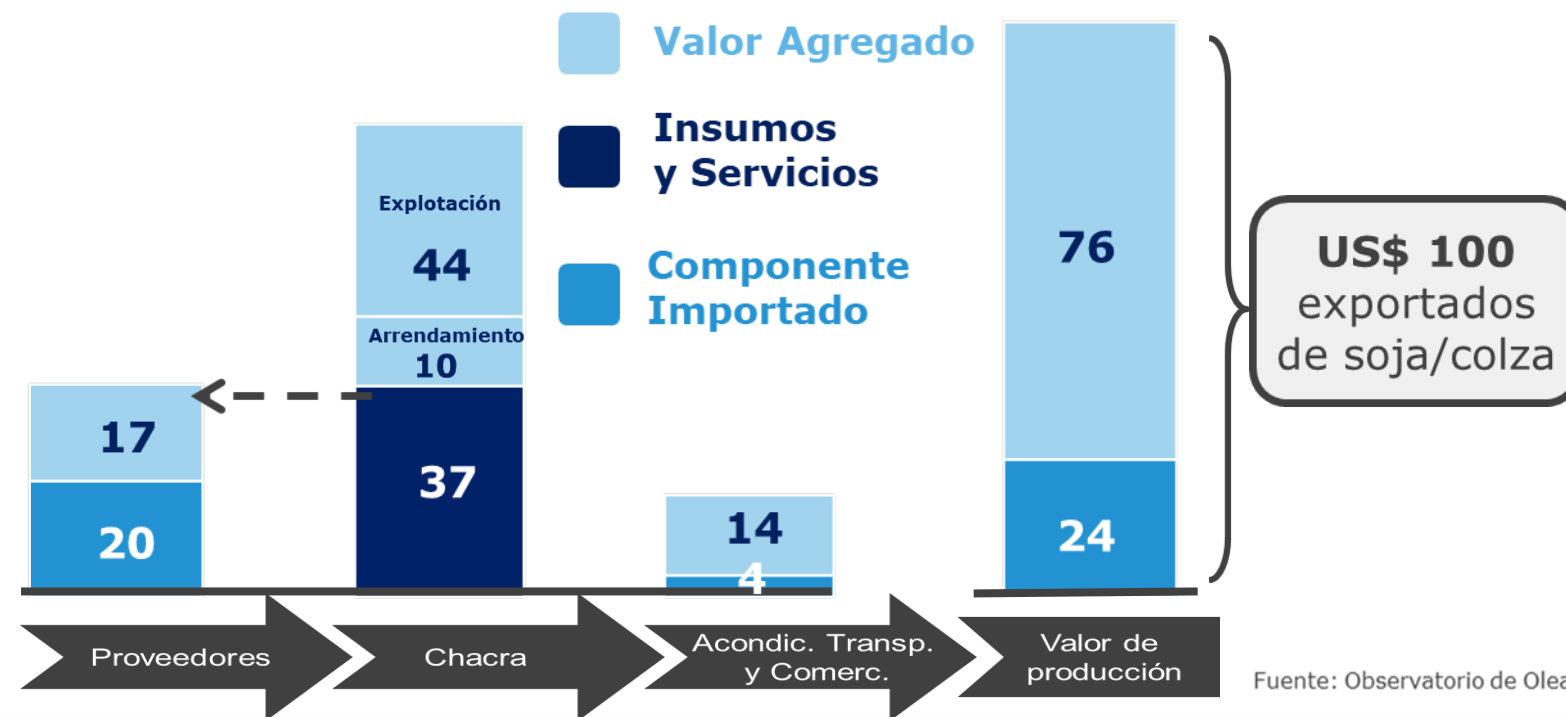 Valor Agregado
Insumos
y Servicios
Componente
Importado
17
20
Explotación
44
Arrendamiento
10
37
14
4
76
24
US$ 100
exportados
de soja/colza
Proveedores
Chacra
Acondic. Transp.
y Comerc.
Valor de
producción
Fuente: Observatorio de Olea